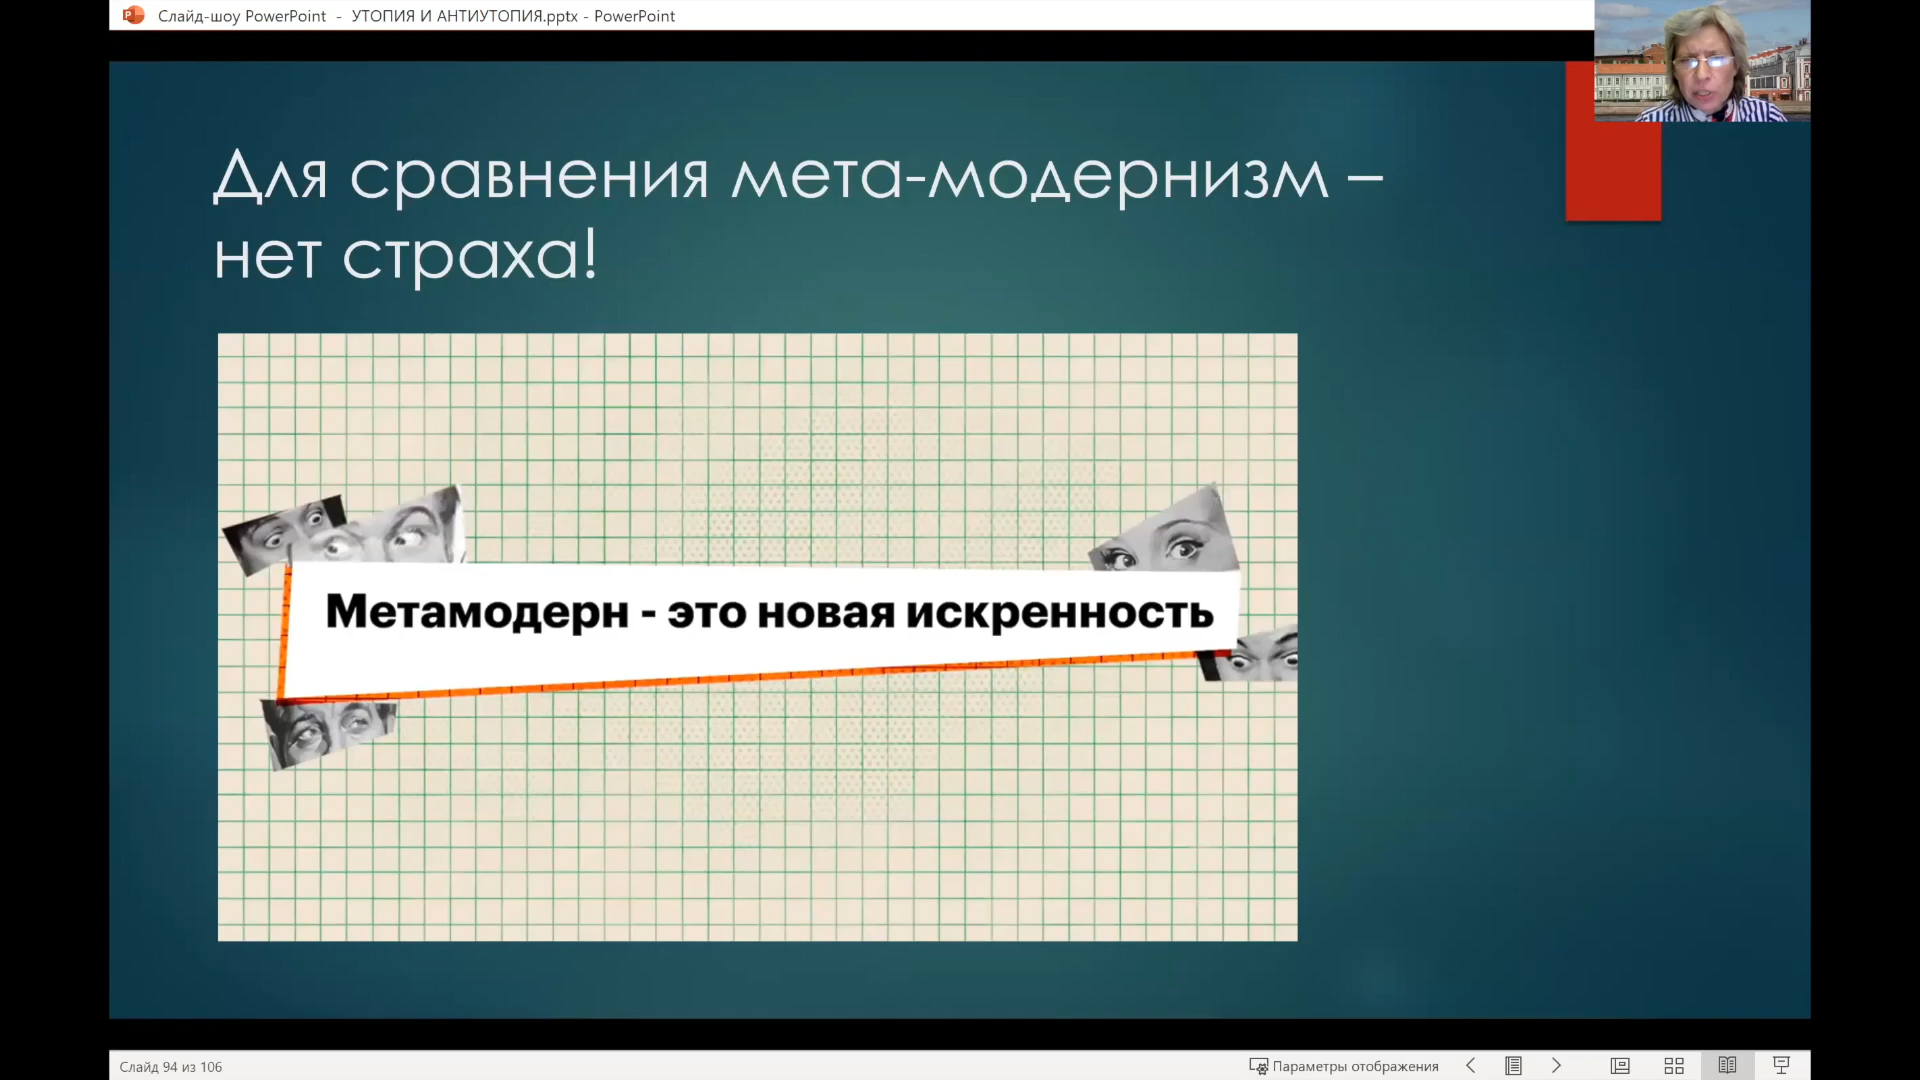 Слайд-шоу PowerPoint - УТОПИЯ И АНТИУТОПИЯ.pptx - PowerPoint
Для сравнения мета-модернизм –
нет страха!
Метамодерн - это новая искренность
Слайд 94 из 106
Параметры отображения